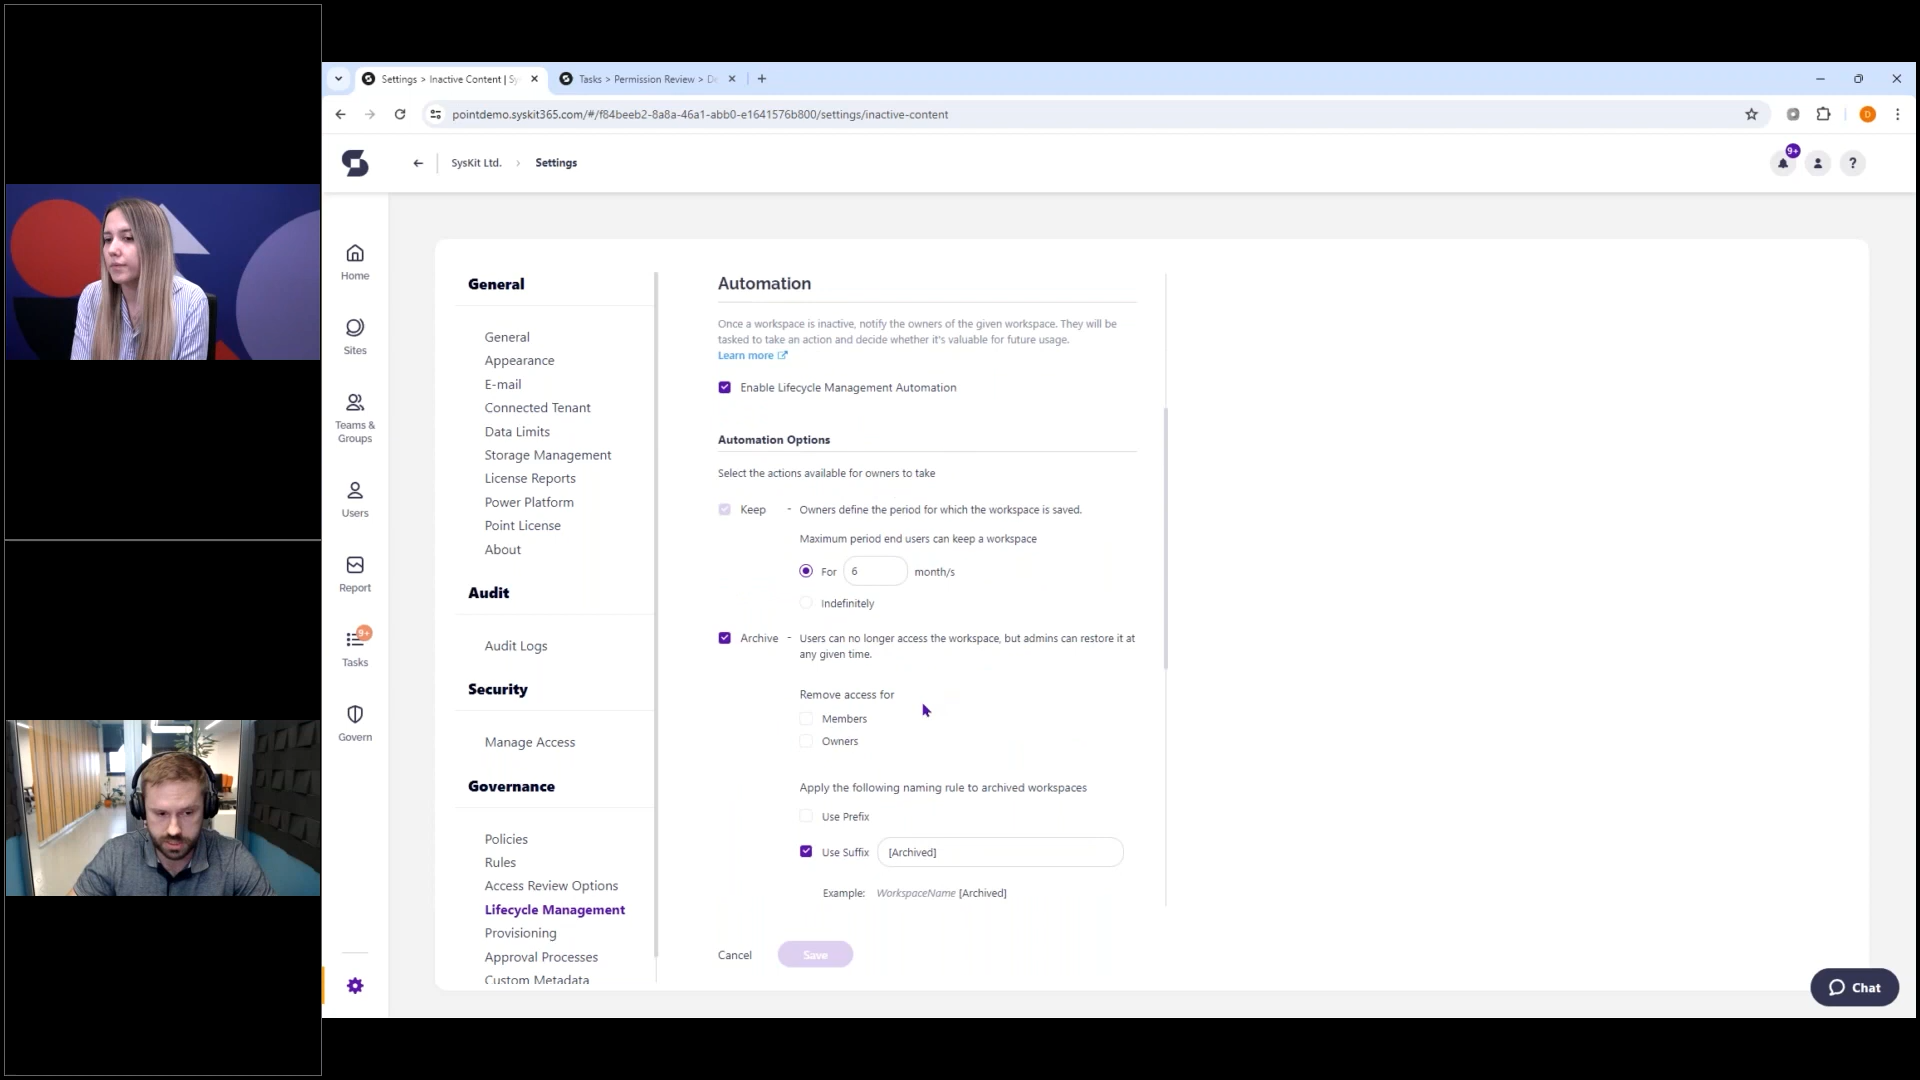 Settings > Inactive Content | Sy
Tasks > Permission Review > De
pointdemo.syskit365.com/#/f84beeb2-8a8a-46a1-abb0-e1641576b800/settings/inactive-content
D
SysKit Ltd.
Settings
9+
?
Home
Sites
Teams &
Groups
Users
Report
9+
Tasks
Govern
General
General
Appearance
E-mail
Connected Tenant
Data Limits
Storage Management
License Reports
Power Platform
Point License
About
Audit
Audit Logs
Security
Manage Access
Governance
Policies
Rules
Access Review Options
Lifecycle Management
Provisioning
Approval Processes
Custom Metadata
Automation
Once a workspace is inactive, notify the owners of the given workspace. They will be
tasked to take an action and decide whether it's valuable for future usage.
Learn more
Enable Lifecycle Management Automation
Automation Options
Select the actions available for owners to take
Keep - Owners define the period for which the workspace is saved.
Maximum period end users can keep a workspace
For 6 month/s
Indefinitely
Archive - Users can no longer access the workspace, but admins can restore it at
any given time.
Remove access for
Members
Owners
Apply the following naming rule to archived workspaces
Use Prefix
Use Suffix [Archived]
Example: WorkspaceName [Archived]
Cancel
Save
Chat